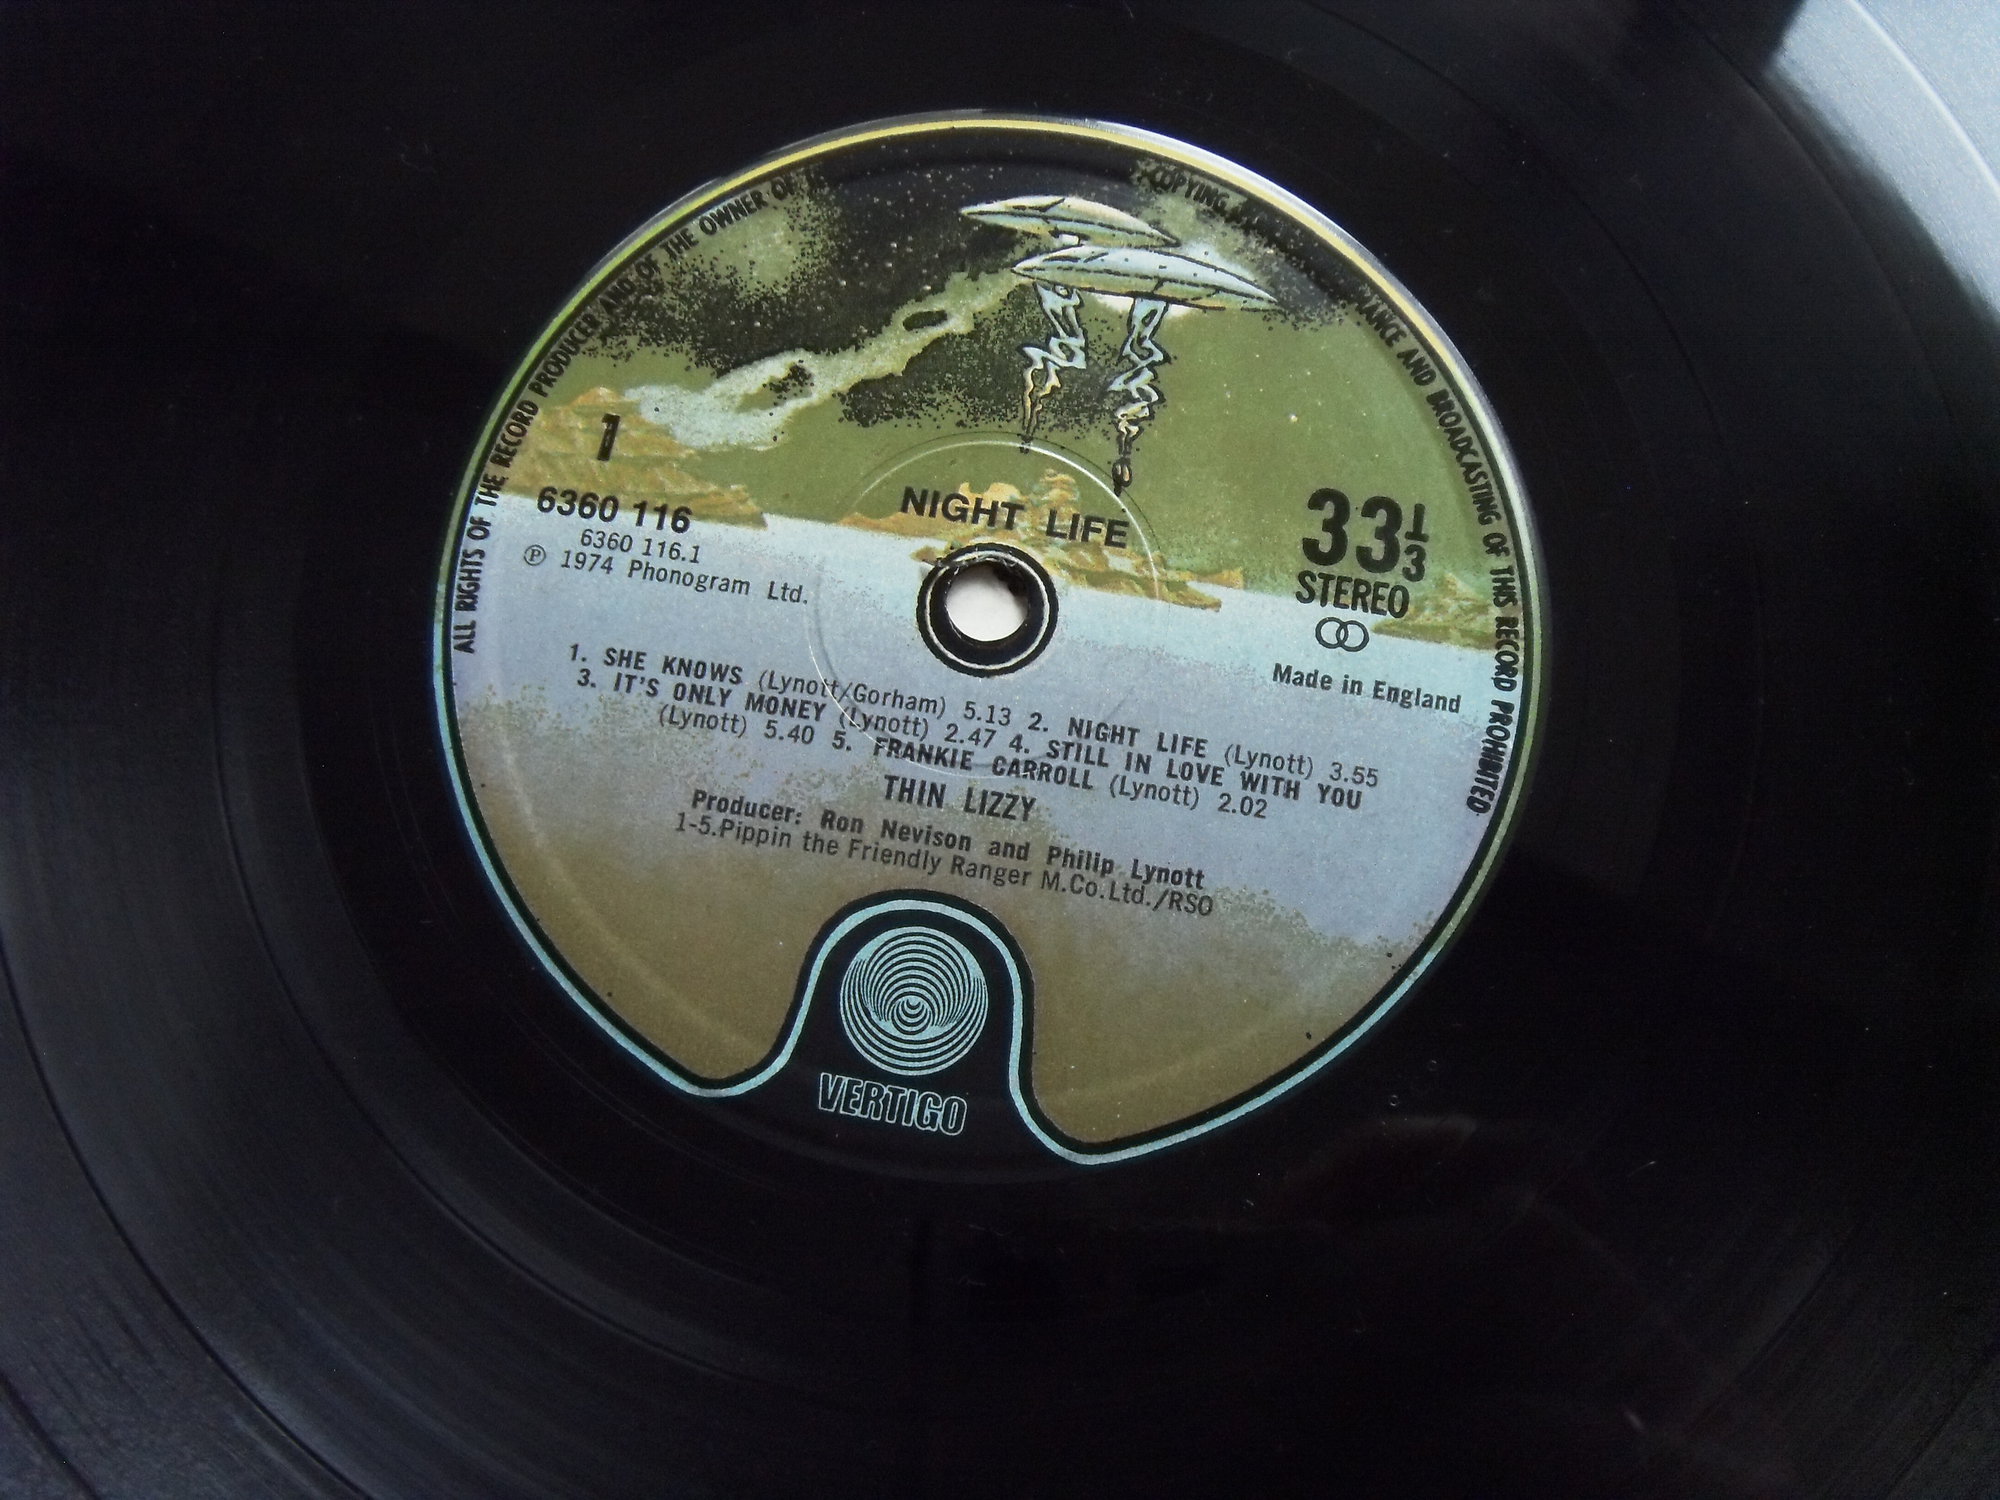 ALL RIGHTS OF THE RECORD PRODUCER AND OF THE OWNER OF
COPYING AND BROADCASTING OF THIS RECORD PROHIBITED
NIGHT LIFE
1
6360 116
6360 116.1
℗ 1974 Phonogram Ltd.
33⅓
STEREO
Made in England
1. SHE KNOWS (Lynott/Gorham) 5.13 2. NIGHT LIFE (Lynott) 3.55
3. IT'S ONLY MONEY (Lynott) 2.47 4. STILL IN LOVE WITH YOU
(Lynott) 5.40 5. FRANKIE CARROLL (Lynott) 2.02
THIN LIZZY
Producer: Ron Nevison and Philip Lynott
1-5.Pippin the Friendly Ranger M.Co.Ltd./RSO
VERTIGO